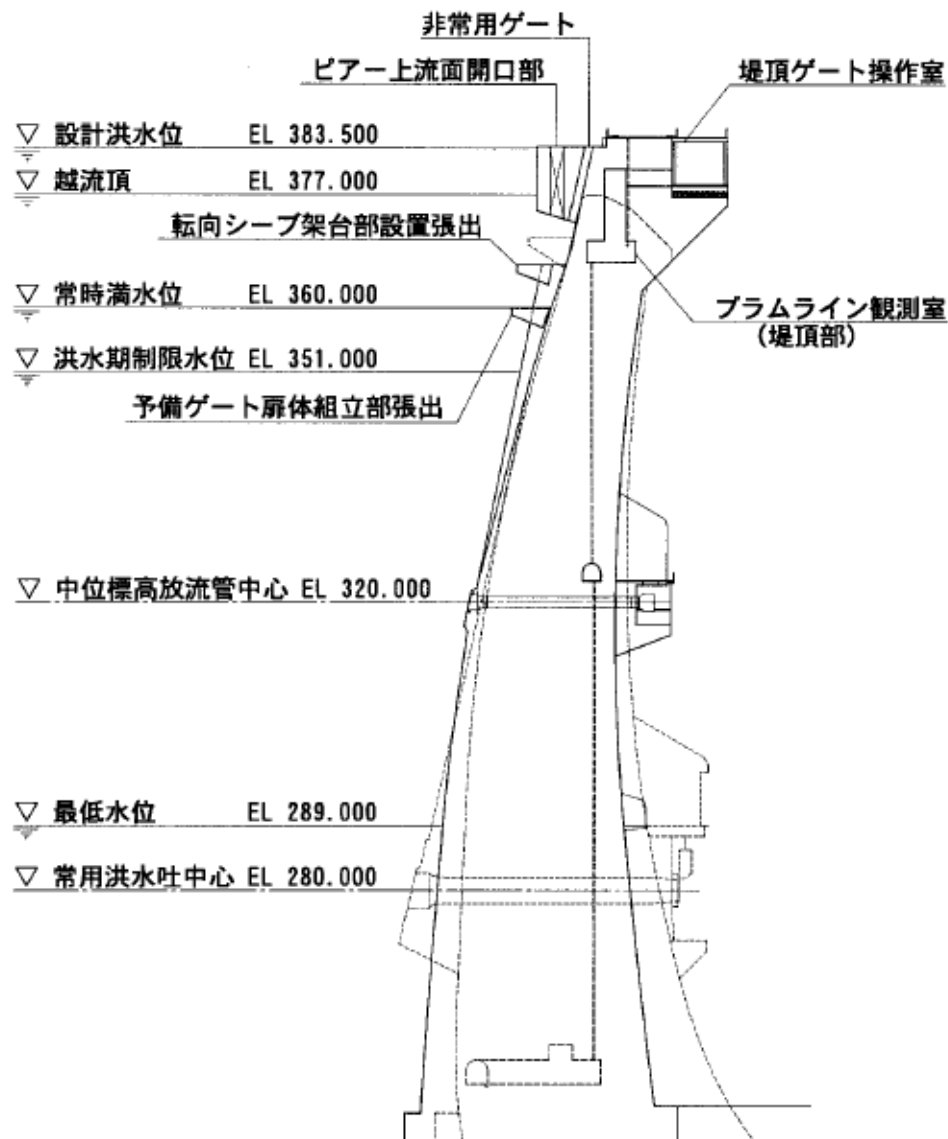 非常用ゲート
ピアー上流面開口部
堤頂ゲート操作室
▽ 設計洪水位 EL 383.500
▽ 越流頂 EL 377.000
転向シーブ架台部設置張出
▽ 常時満水位 EL 360.000
プラムライン観測室
(堤頂部)
▽ 洪水期制限水位 EL 351.000
予備ゲート扉体組立部張出
▽ 中位標高放流管中心 EL 320.000
▽ 最低水位 EL 289.000
▽ 常用洪水吐中心 EL 280.000